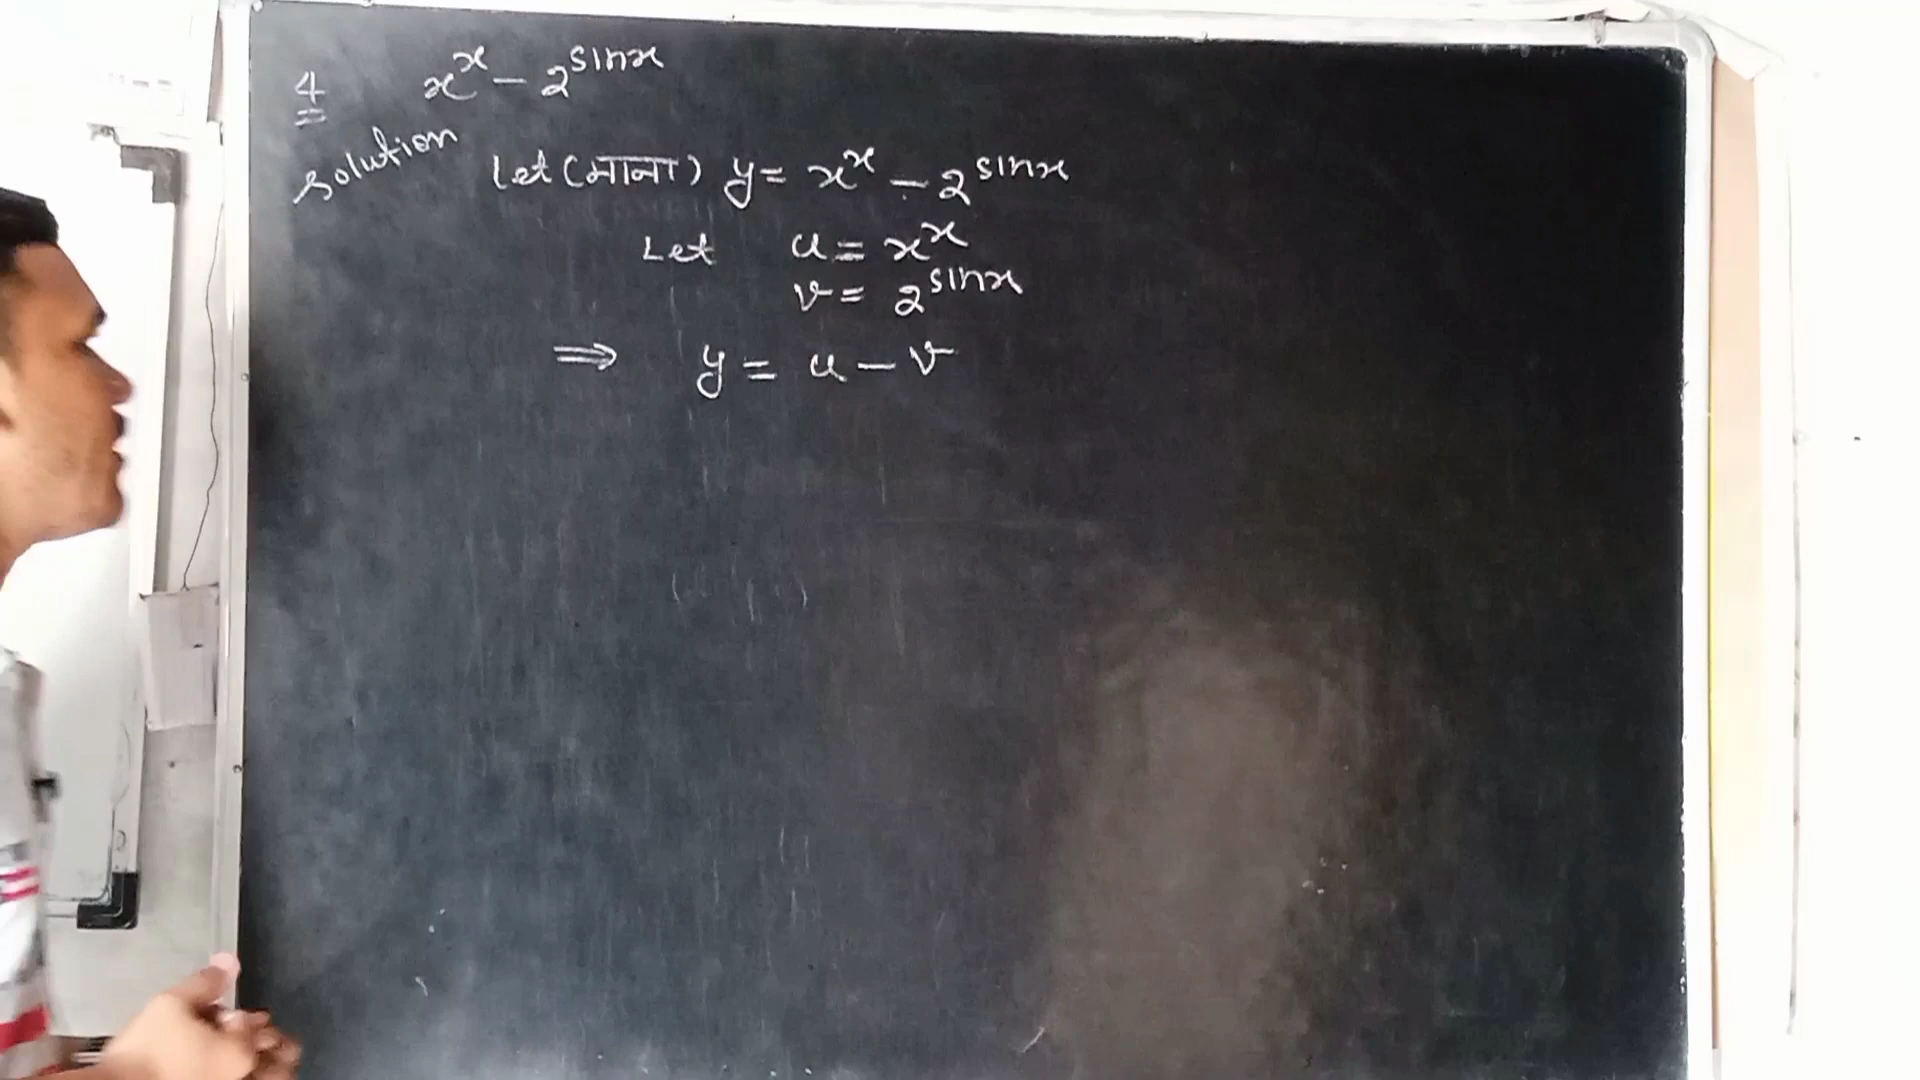 4 x^x - 2^sinx
Solution
Let (माना) y = x^x - 2^sinx
Let u = x^x
v = 2^sinx
⇒ y = u - v